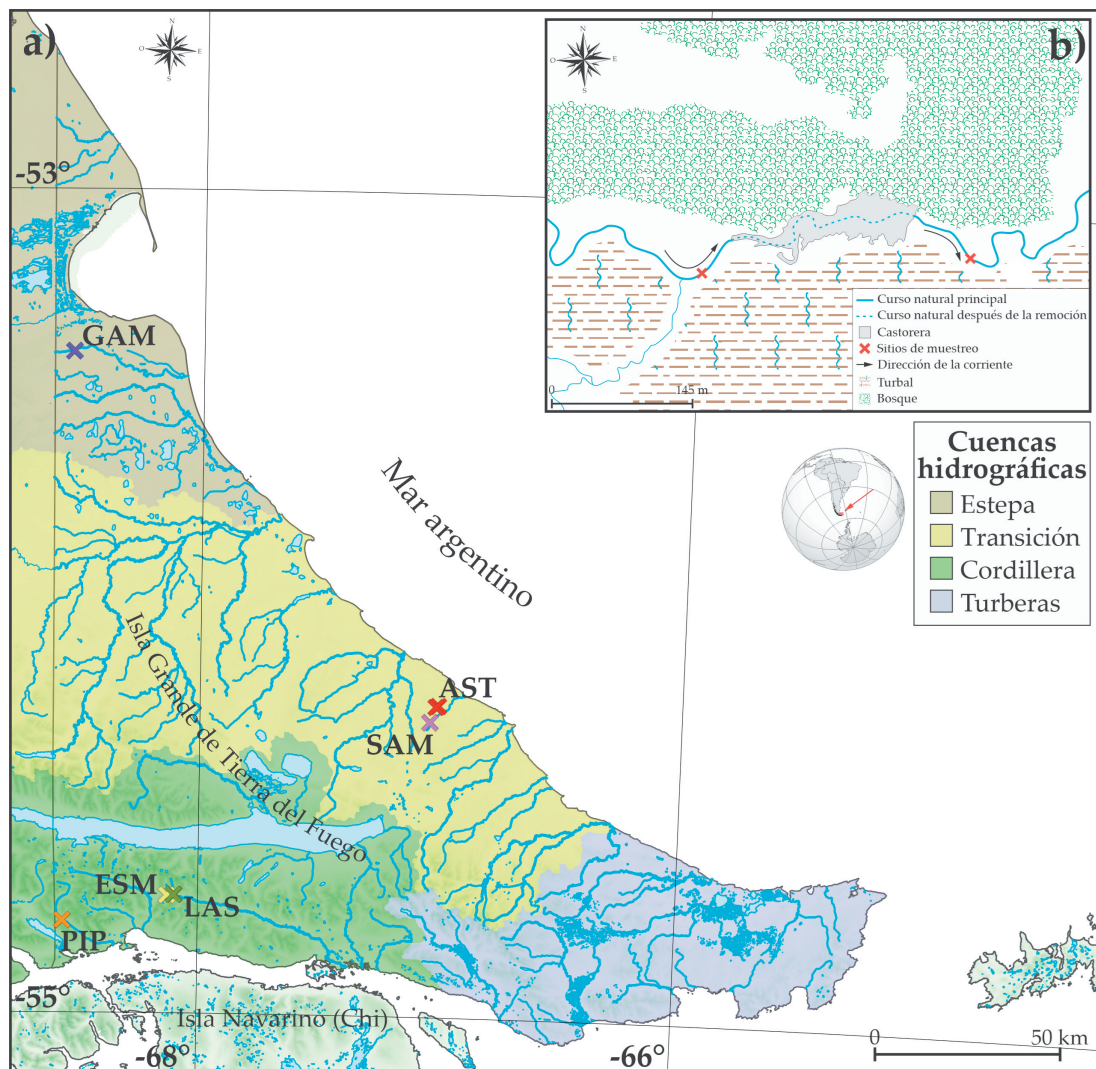 a)
N
O
E
S
-53°
GAM
Mar argentino
Isla Grande de Tierra del Fuego
AST
SAM
ESM
LAS
PIP
-55°
Isla Navarino (Chi)
-68°
-66°
0
50 km
b)
N
O
E
S
Curso natural principal
Curso natural después de la remoción
Castorera
Sitios de muestreo
Dirección de la corriente
Turbal
Bosque
0
145 m
Cuencas
hidrográficas
Estepa
Transición
Cordillera
Turberas